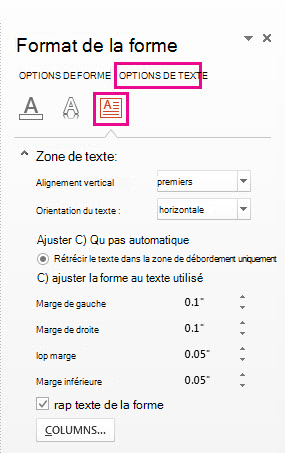 Format de la forme
OPTIONS DE FORME OPTIONS DE TEXTE
Zone de texte:
Alignement vertical premiers
Orientation du texte : horizontale
Ajuster C) Qu pas automatique
Rétrécir le texte dans la zone de débordement uniquement
C) ajuster la forme au texte utilisé
Marge de gauche 0.1"
Marge de droite 0.1"
lop marge 0.05"
Marge inférieure 0.05"
rap texte de la forme
COLUMNS...